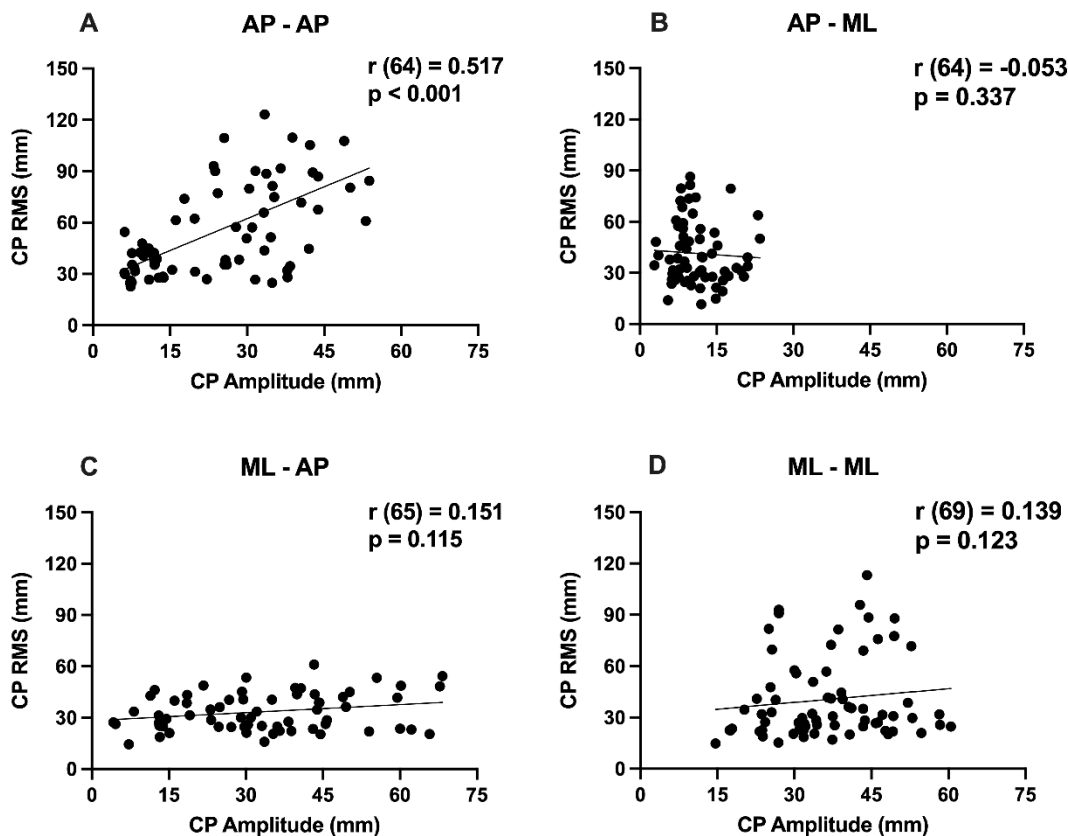 A
AP - AP
r (64) = 0.517
p < 0.001
CP RMS (mm)
150
120
90
60
30
0
0 15 30 45 60 75
CP Amplitude (mm)
B
AP - ML
r (64) = -0.053
p = 0.337
CP RMS (mm)
150
120
90
60
30
0
0 15 30 45 60 75
CP Amplitude (mm)
C
ML - AP
r (65) = 0.151
p = 0.115
CP RMS (mm)
150
120
90
60
30
0
0 15 30 45 60 75
CP Amplitude (mm)
D
ML - ML
r (69) = 0.139
p = 0.123
CP RMS (mm)
150
120
90
60
30
0
0 15 30 45 60 75
CP Amplitude (mm)